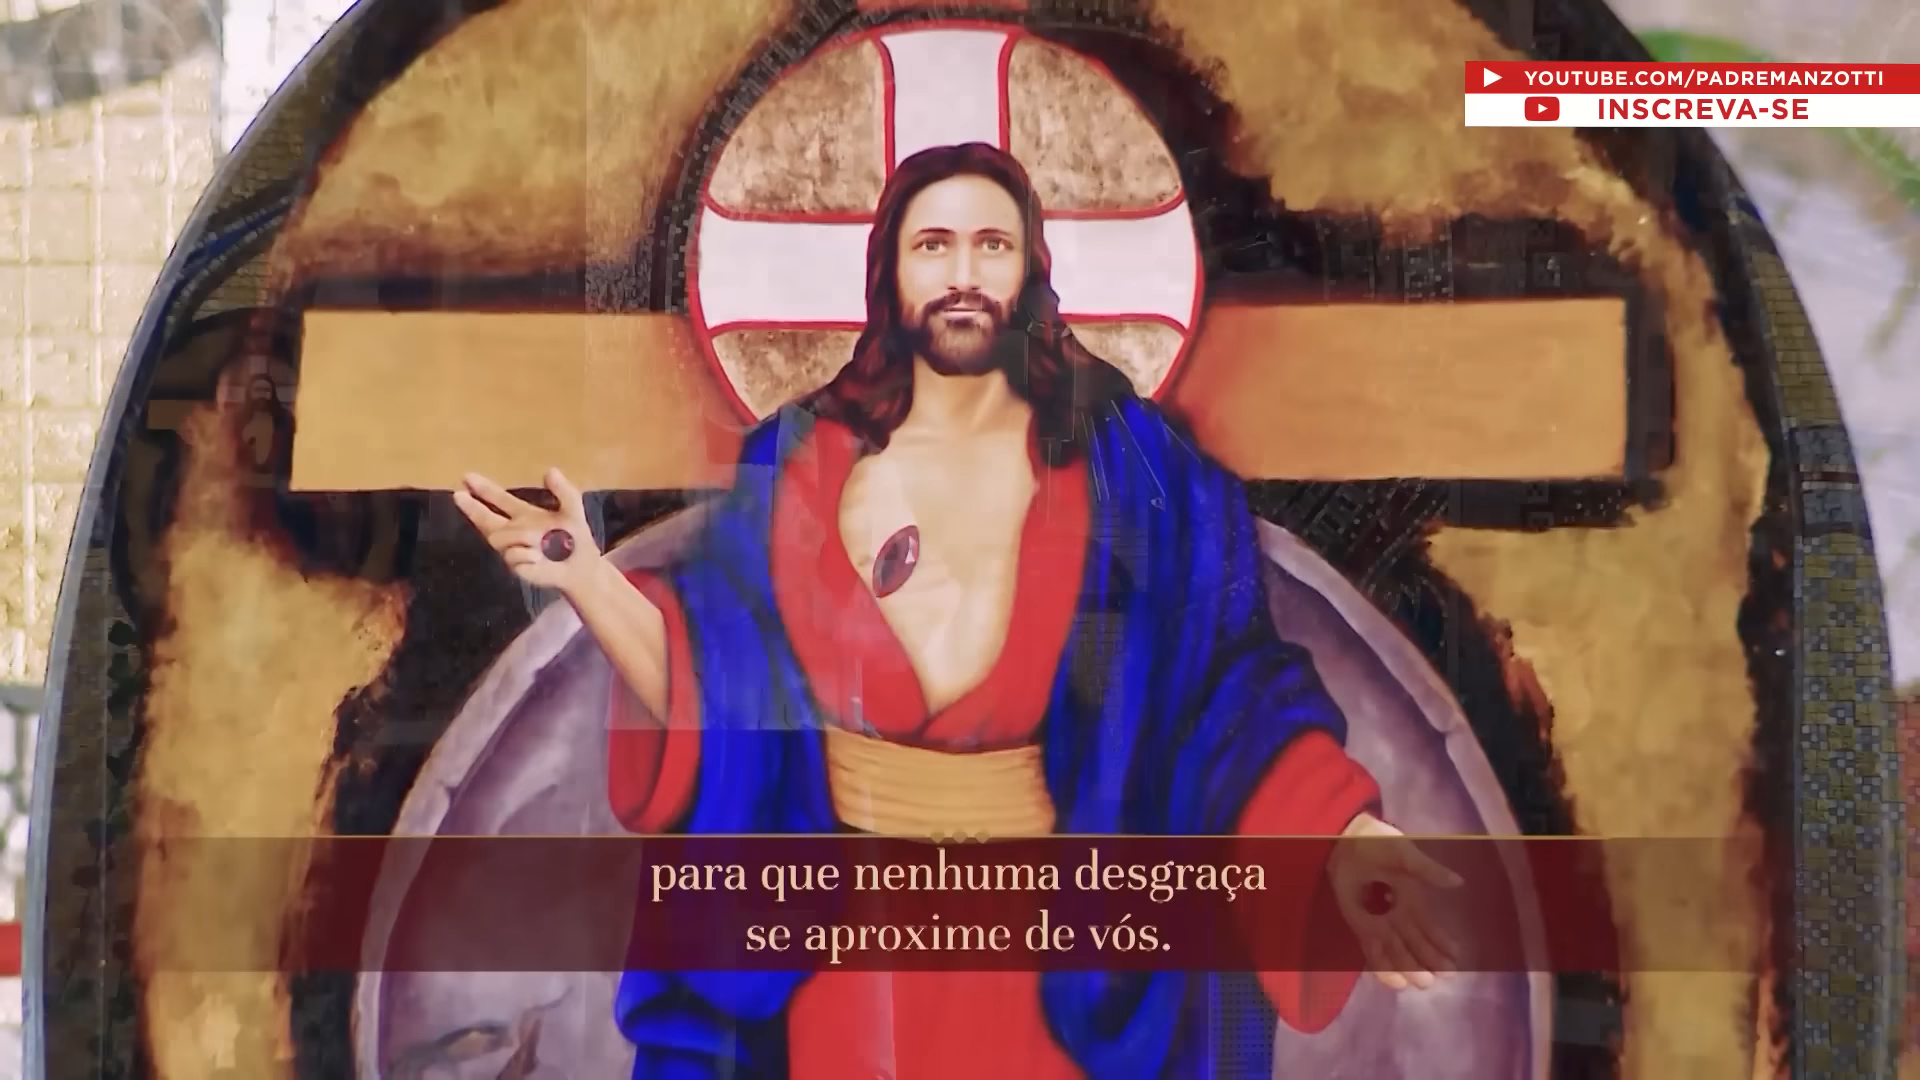 YOUTUBE.COM/PADREMANZOTTI
INSCREVA-SE
para que nenhuma desgraça
se aproxime de vós.